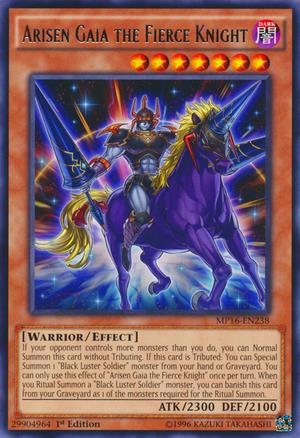 ARISEN GAIA THE FIERCE KNIGHT
DARK
闇
MP16-EN238
[WARRIOR/EFFECT]
If your opponent controls more monsters than you do, you can Normal
Summon this card without Tributing. If this card is Tributed: You can Special
Summon 1 "Black Luster Soldier" monster from your hand or Graveyard. You
can only use this effect of "Arisen Gaia the Fierce Knight" once per turn. When
you Ritual Summon a "Black Luster Soldier" monster, you can banish this card
from your Graveyard as 1 of the monsters required for the Ritual Summon.
ATK/2300 DEF/2100
29904964 1st Edition ©1996 KAZUKI TAKAHASHI